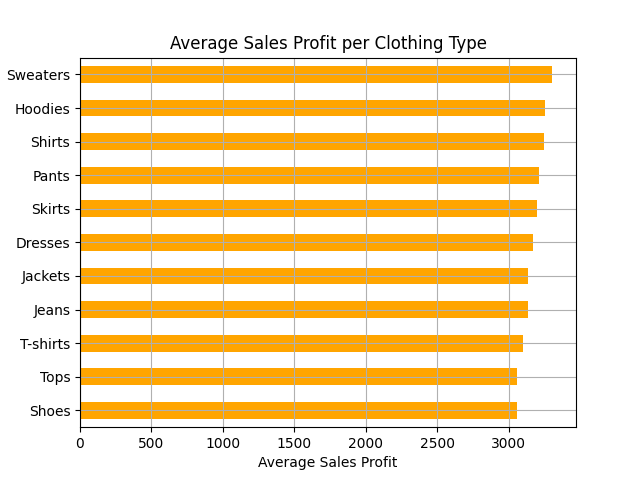 Average Sales Profit per Clothing Type
Sweaters
Hoodies
Shirts
Pants
Skirts
Dresses
Jackets
Jeans
T-shirts
Tops
Shoes
0 500 1000 1500 2000 2500 3000
Average Sales Profit